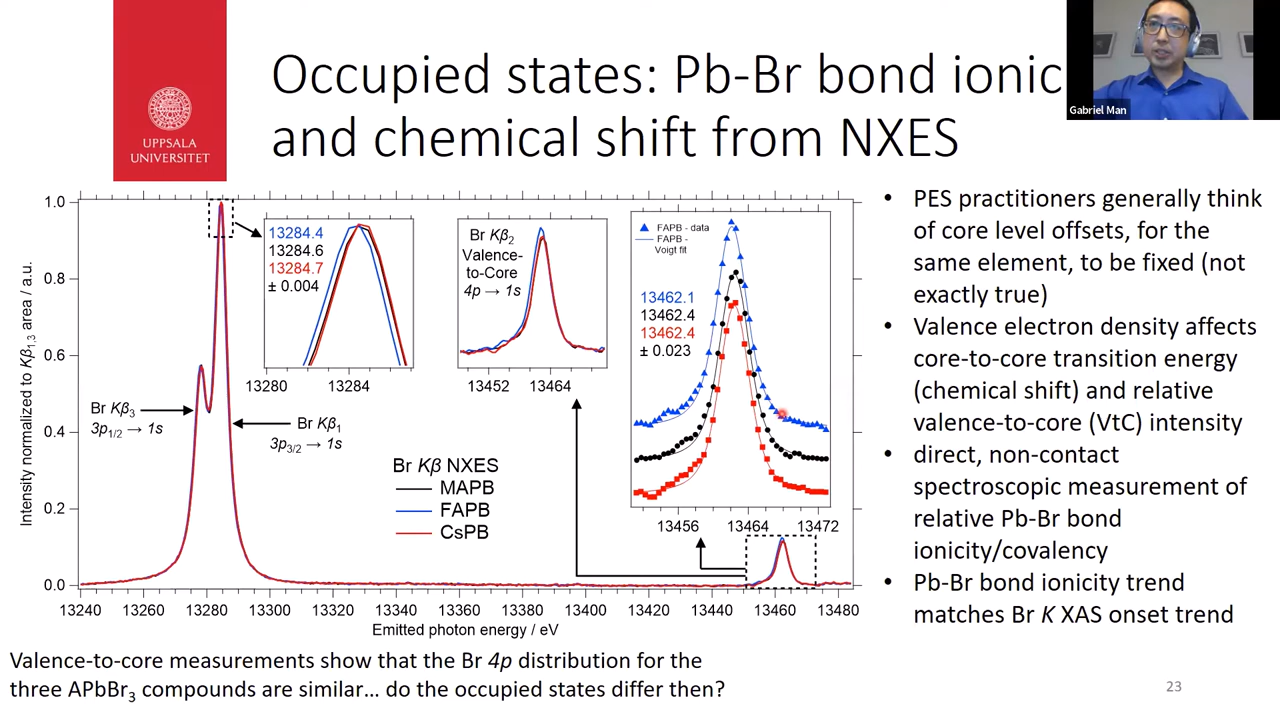 UPPSALA
UNIVERSITET
Occupied states: Pb-Br bond ionic
and chemical shift from NXES
Gabriel Man
Intensity normalized to Kβ1,3 area / a.u.
1.0
0.8
0.6
0.4
0.2
0.0
13240
13260
13280
13300
13320
13340
13360
13380
13400
13420
13440
13460
13480
Emitted photon energy / eV
Br Kβ3
3p1/2 → 1s
Br Kβ1
3p3/2 → 1s
13284.4
13284.6
13284.7
± 0.004
13280
13284
Br Kβ2
Valence-
to-Core
4p → 1s
13452
13464
FAPB - data
FAPB -
Voigt fit
13462.1
13462.4
13462.4
± 0.023
13456
13464
13472
Br Kβ NXES
MAPB
FAPB
CsPB
• PES practitioners generally think
of core level offsets, for the
same element, to be fixed (not
exactly true)
• Valence electron density affects
core-to-core transition energy
(chemical shift) and relative
valence-to-core (VtC) intensity
• direct, non-contact
spectroscopic measurement of
relative Pb-Br bond
ionicity/covalency
• Pb-Br bond ionicity trend
matches Br K XAS onset trend
Valence-to-core measurements show that the Br 4p distribution for the
three APbBr3 compounds are similar... do the occupied states differ then?
23